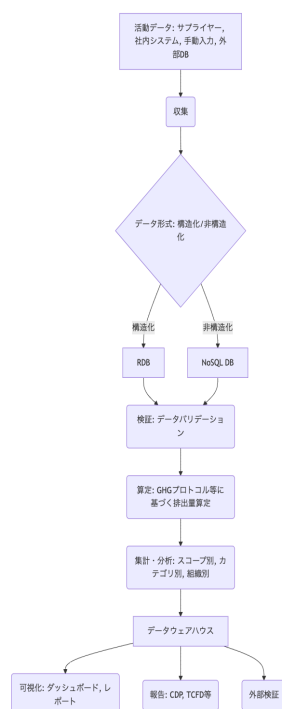 活動データ: サプライヤー,
社内システム, 手動入力, 外
部DB
収集
データ形式: 構造化/非構造
化
構造化
非構造化
RDB
NoSQL DB
検証: データバリデーショ
ン
算定: GHGプロトコル等に
基づく排出量算定
集計・分析: スコープ別, カ
テゴリ別, 組織別
データウェアハウス
可視化: ダッシュボード, レ
ポート
報告: CDP, TCFD等
外部検証